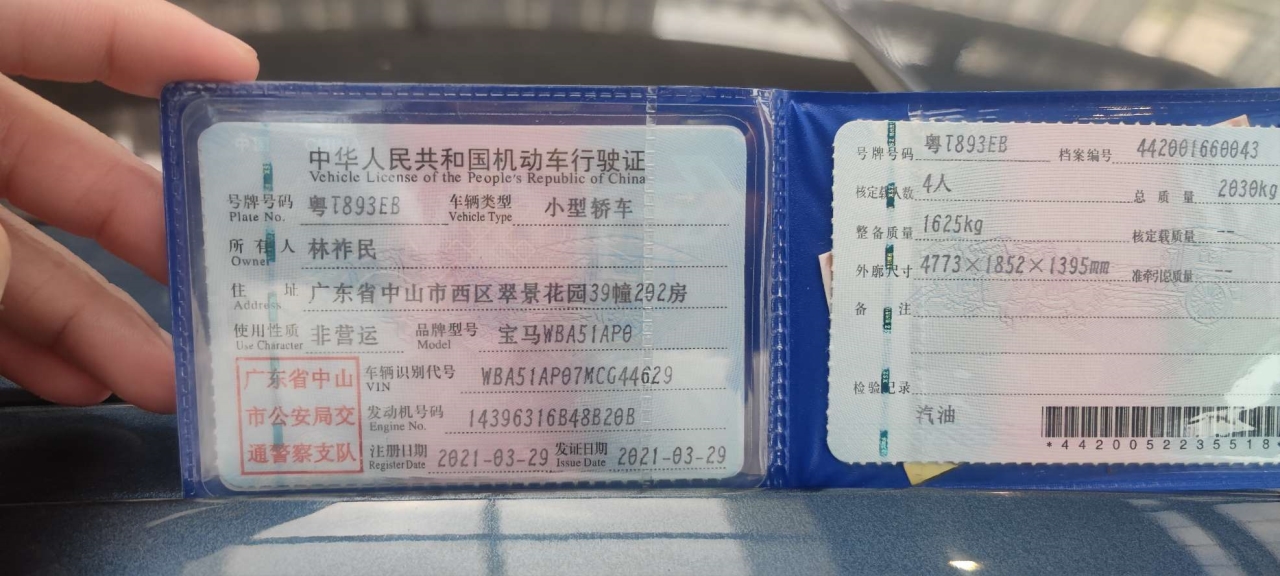 中华人民共和国机动车行驶证
Vehicle License of the People's Republic of China
号牌号码 粤T893EB 车辆类型 小型轿车
Plate No. Vehicle Type
所有人 林祚民
Owner
住址 广东省中山市西区翠景花园39幢202房
Address
使用性质 非营运 品牌型号 宝马WBA51AP0
Use Character Model
广东省中山
市公安局交
通警察支队
车辆识别代号 WBA51AP07MCG44629
VIN
发动机号码 14396316B48B20B
Engine No.
注册日期 2021-03-29 发证日期 2021-03-29
Register Date Issue Date
号牌号码 粤T893EB 档案编号 442001660043
核定载人数 4人 总质量 2030kg
整备质量 1625kg 核定载质量 --
外廓尺寸 4773×1852×1395mm 准牵引总质量 --
备注
检验记录
汽油
*4420052235518